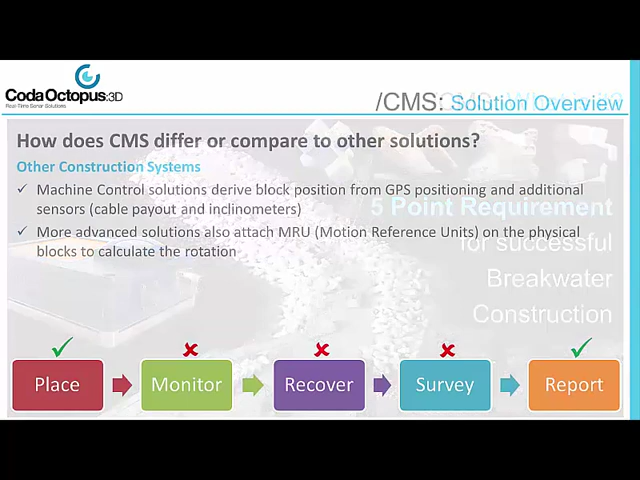 CodaOctopus:3D
Real-Time Sonar Solutions
/CMS: Solution Overview
How does CMS differ or compare to other solutions?
Other Construction Systems
✓ Machine Control solutions derive block position from GPS positioning and additional
sensors (cable payout and inclinometers)
✓ More advanced solutions also attach MRU (Motion Reference Units) on the physical
blocks to calculate the rotation
5 Point Requirement
for successful
Breakwater
Construction
Place
Monitor
Recover
Survey
Report